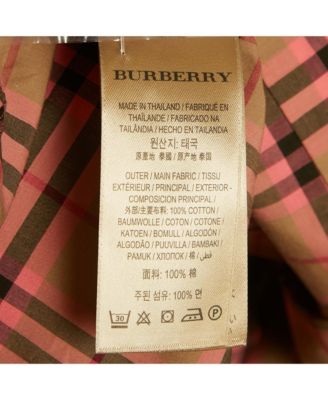 BURBERRY
MADE IN THAILAND / FABRIQUÉ EN
THAÏLANDE / FABRICADO NA
TAILÂNDIA / HECHO EN TAILANDIA
원산지: 태국
原産地 泰國 / 原产地 泰国
OUTER / MAIN FABRIC / TISSU
EXTÉRIEUR / PRINCIPAL / EXTERIOR -
COMPOSICIÓN PRINCIPAL /
外部/主要布料: 100% COTTON /
BAUMWOLLE / COTON / COTONE /
KATOEN / BOMULL / ALGODÓN /
ALGODÃO / PUUVILLA / BAMBAKI /
PAMUK / ХЛОПОК / 棉 / قطن /
面料: 100% 棉
주된 섬유: 100% 면
30
P